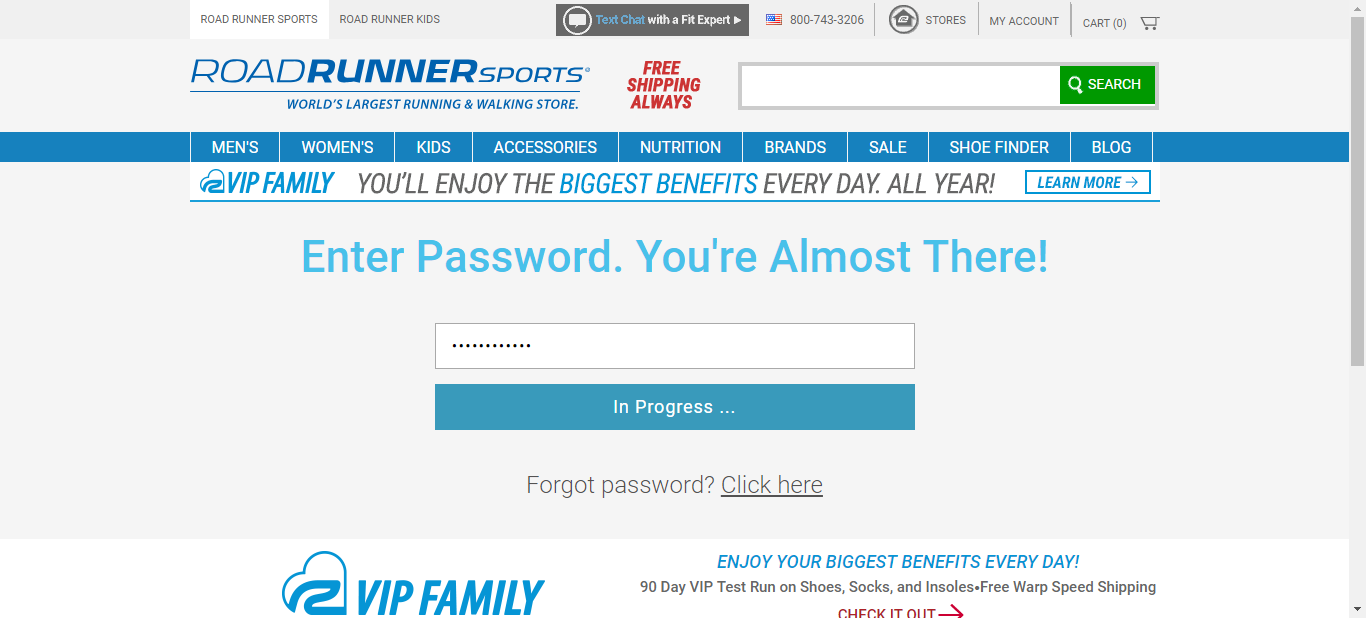 ROAD RUNNER SPORTS
ROAD RUNNER KIDS
Text Chat with a Fit Expert
800-743-3206
STORES
MY ACCOUNT
CART (0)
ROADRUNNERSPORTS®
WORLD'S LARGEST RUNNING & WALKING STORE.
FREE
SHIPPING
ALWAYS
SEARCH
MEN'S
WOMEN'S
KIDS
ACCESSORIES
NUTRITION
BRANDS
SALE
SHOE FINDER
BLOG
VIP FAMILY
YOU'LL ENJOY THE BIGGEST BENEFITS EVERY DAY. ALL YEAR!
LEARN MORE →
Enter Password. You're Almost There!
••••••••••••
In Progress ...
Forgot password? Click here
VIP FAMILY
ENJOY YOUR BIGGEST BENEFITS EVERY DAY!
90 Day VIP Test Run on Shoes, Socks, and Insoles•Free Warp Speed Shipping
CHECK IT OUT